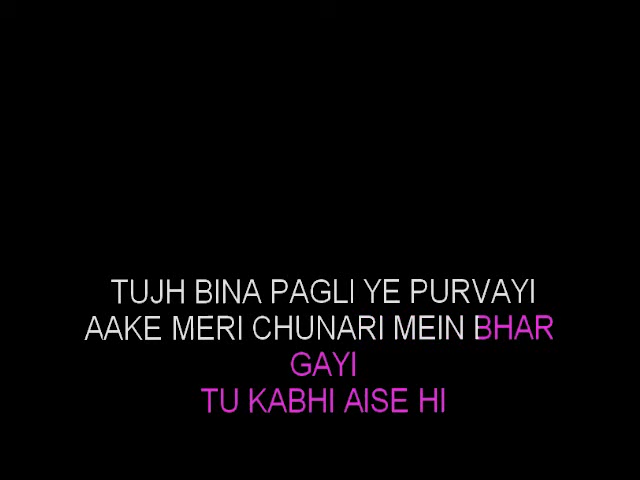 TUJH BINA PAGLI YE PURVAYI
AAKE MERI CHUNARI MEIN BHAR
GAYI
TU KABHI AISE HI